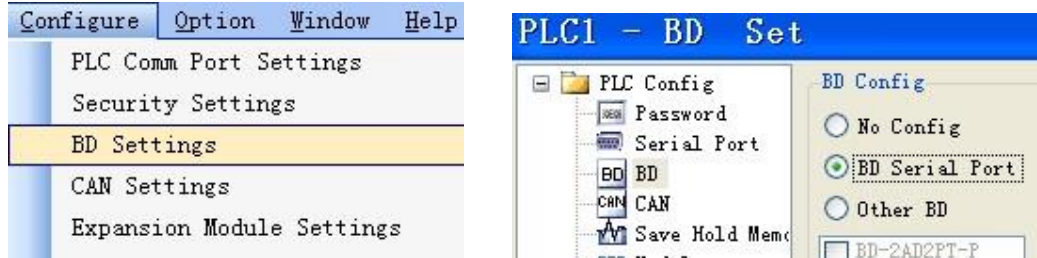 Configure Option Window Help
PLC Comm Port Settings
Security Settings
BD Settings
CAN Settings
Expansion Module Settings
PLC1 - BD Set
PLC Config
Password
Serial Port
BD BD
CAN CAN
Save Hold Memo
BD Config
No Config
BD Serial Port
Other BD
BD-2AD2PT-P